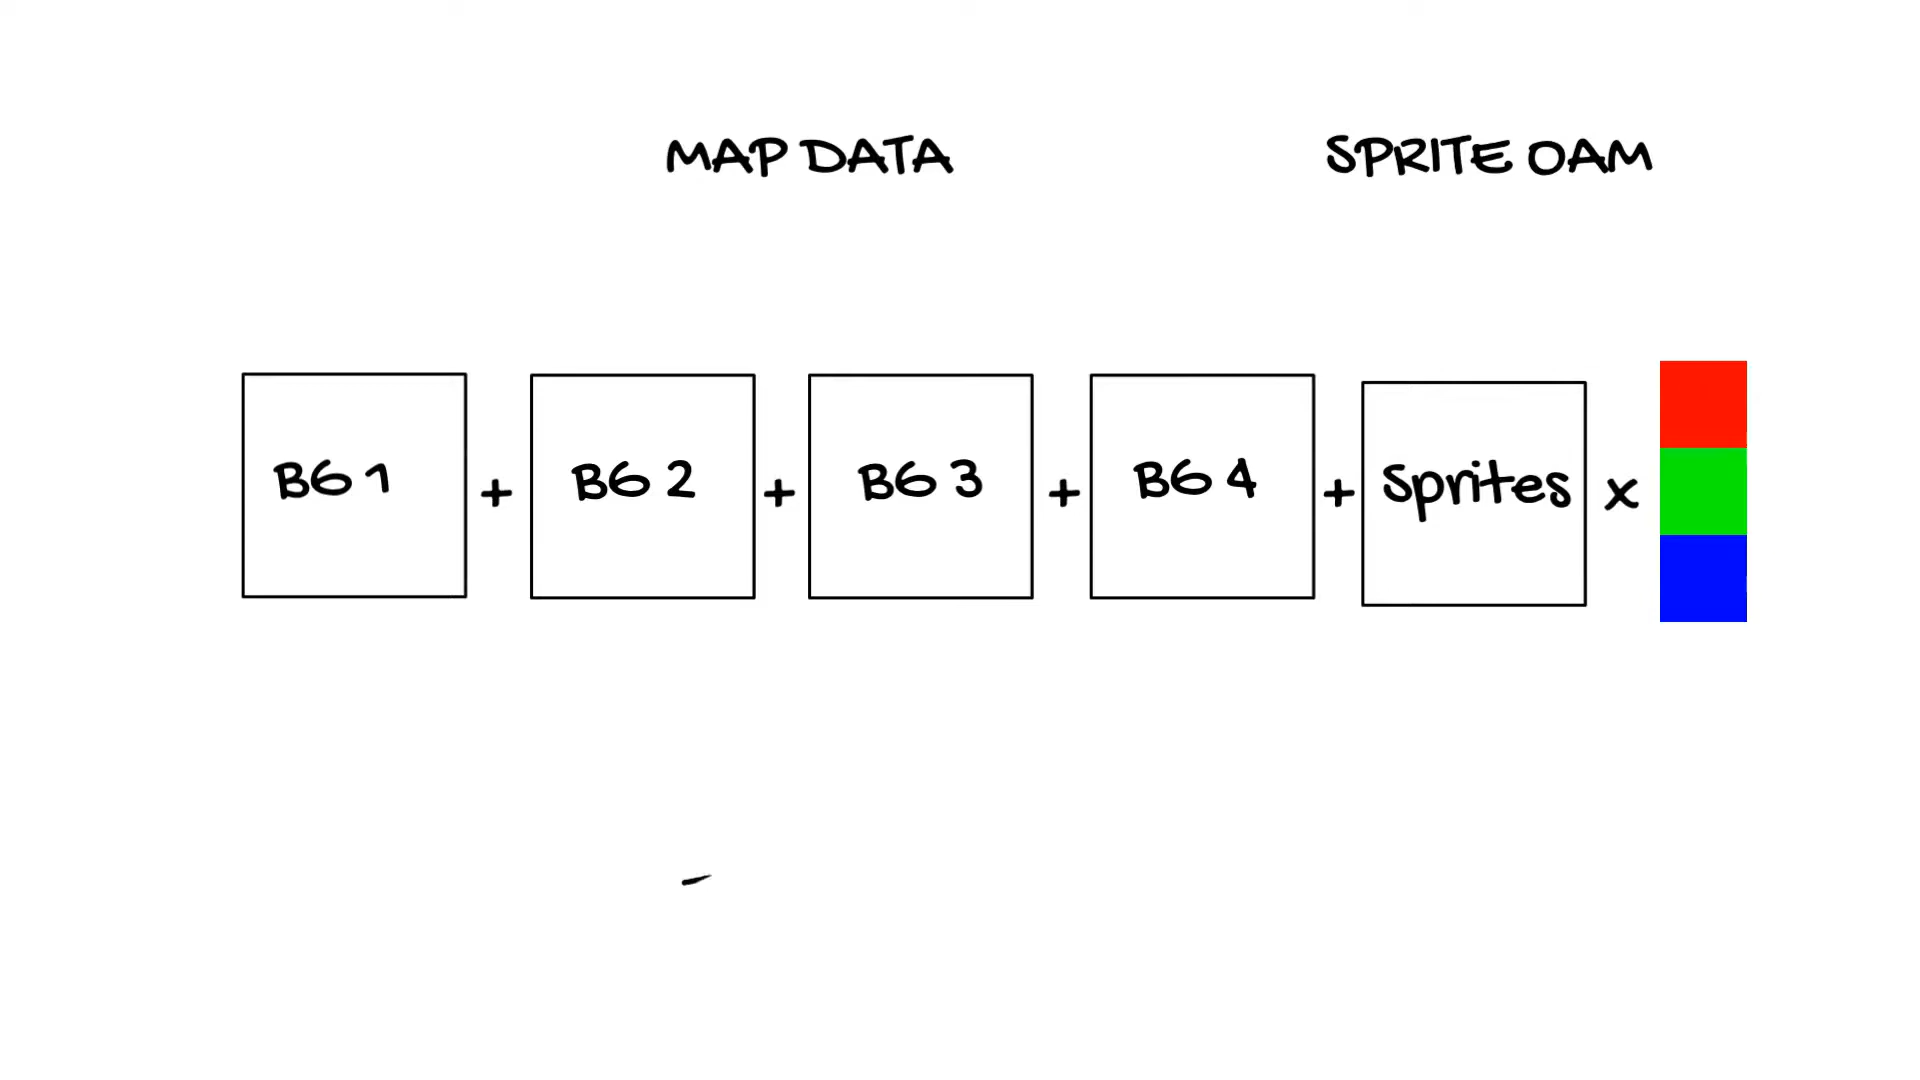 MAP DATA
SPRITE OAM
BG 1 + BG 2 + BG 3 + BG 4 + Sprites x